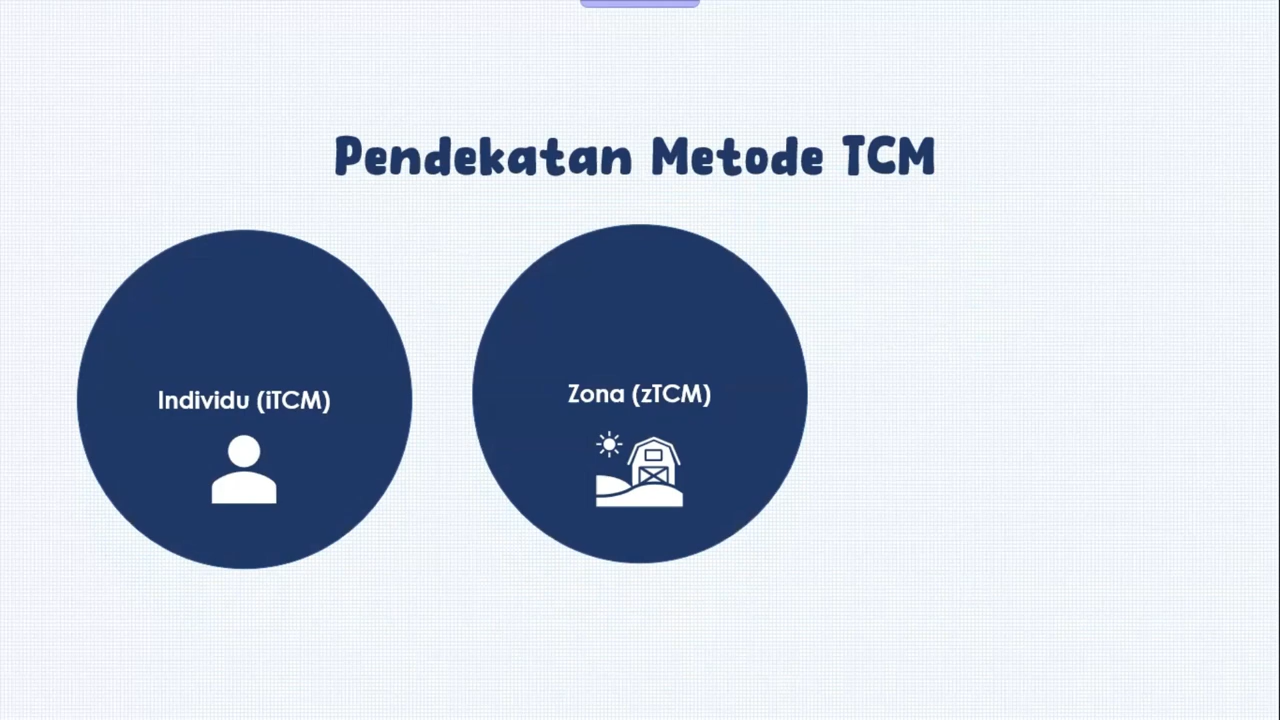 Pendekatan Metode TCM
Individu (iTCM)
Zona (zTCM)